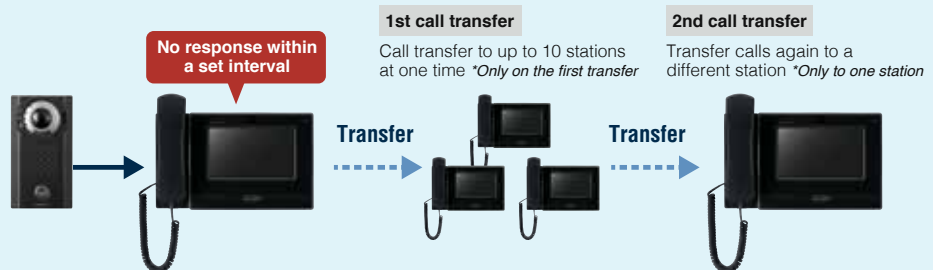 1st call transfer
2nd call transfer
No response within
a set interval
Call transfer to up to 10 stations
at one time *Only on the first transfer
Transfer calls again to a
different station *Only to one station
Transfer
Transfer